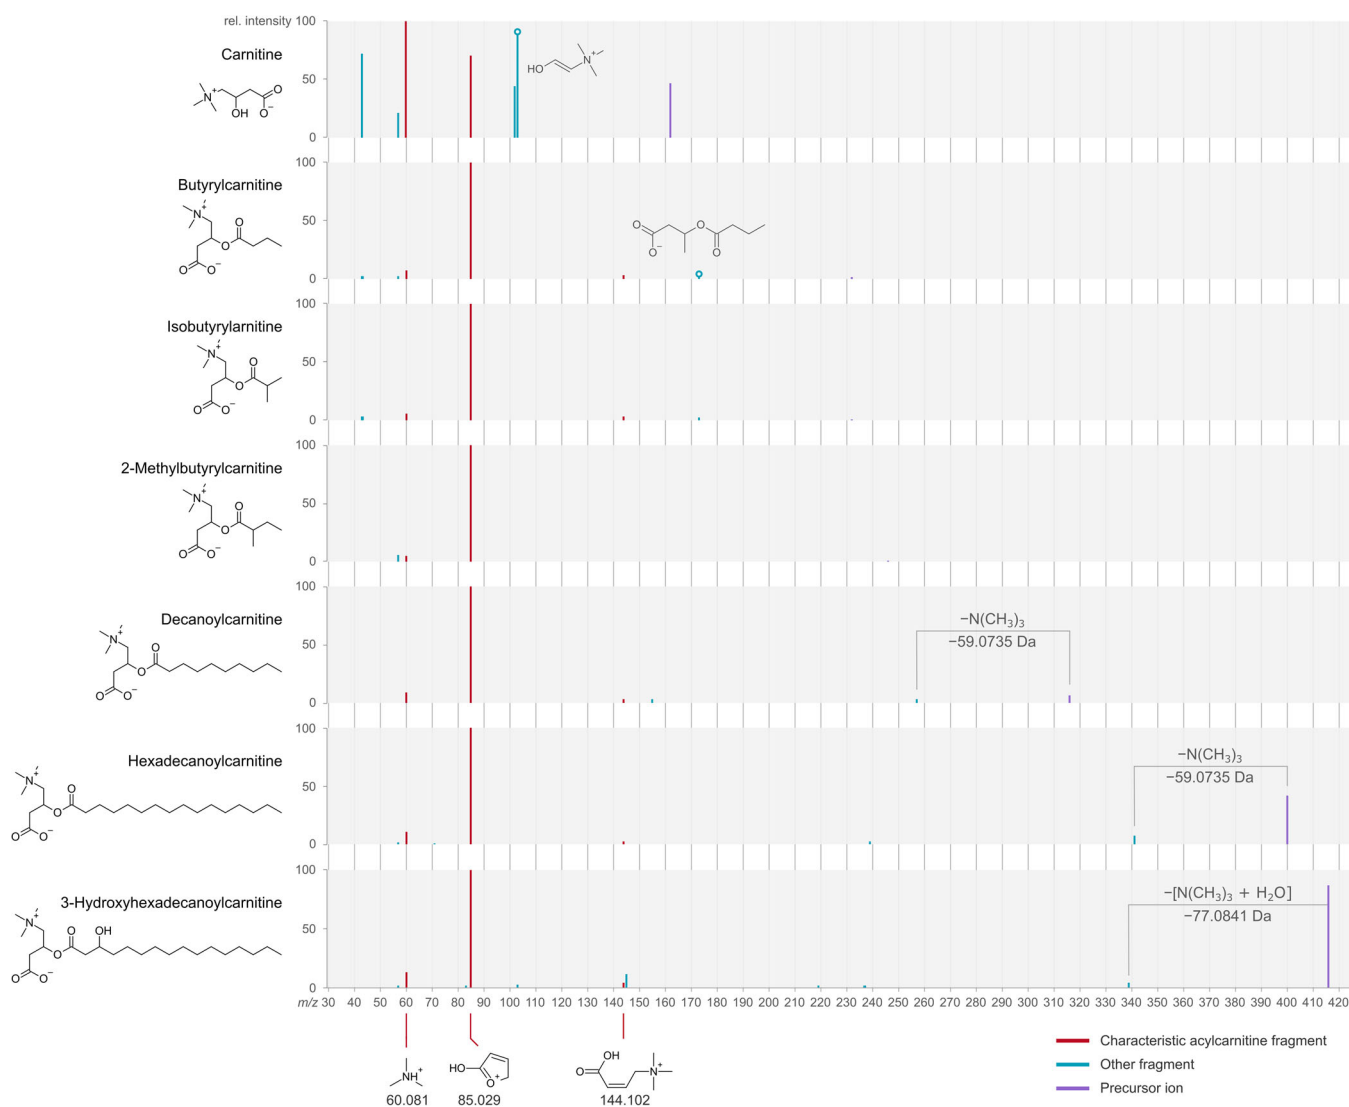 rel. intensity 100
Carnitine
50
0
N+
OH
O
O−
HO
N+
100
Butyrylcarnitine
50
0
N+
O
O
O
O−
O
O−
O
O
100
Isobutyrylarnitine
50
0
N+
O
O
O
O−
100
2-Methylbutyrylcarnitine
50
0
N+
O
O
O
O−
100
Decanoylcarnitine
50
0
N+
O
O
O
O−
−N(CH₃)₃
−59.0735 Da
100
Hexadecanoylcarnitine
50
0
N+
O
O
O
O−
−N(CH₃)₃
−59.0735 Da
100
3-Hydroxyhexadecanoylcarnitine
50
0
N+
O
OH
O
O
O−
−[N(CH₃)₃ + H₂O]
−77.0841 Da
m/z 30 40 50 60 70 80 90 100 110 120 130 140 150 160 170 180 190 200 210 220 230 240 250 260 270 280 290 300 310 320 330 340 350 360 370 380 390 400 410 420
NH+
60.081
HO
O+
85.029
OH
O
N+
144.102
Characteristic acylcarnitine fragment
Other fragment
Precursor ion